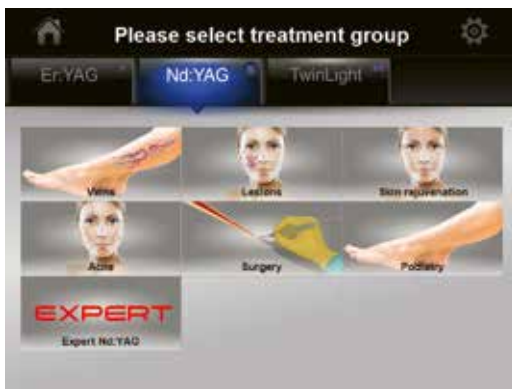 Please select treatment group
Er:YAG Nd:YAG TwinLight
Veins Lesions Skin rejuvenation
Acne Surgery Podiatry
EXPERT
Expert Nd:YAG